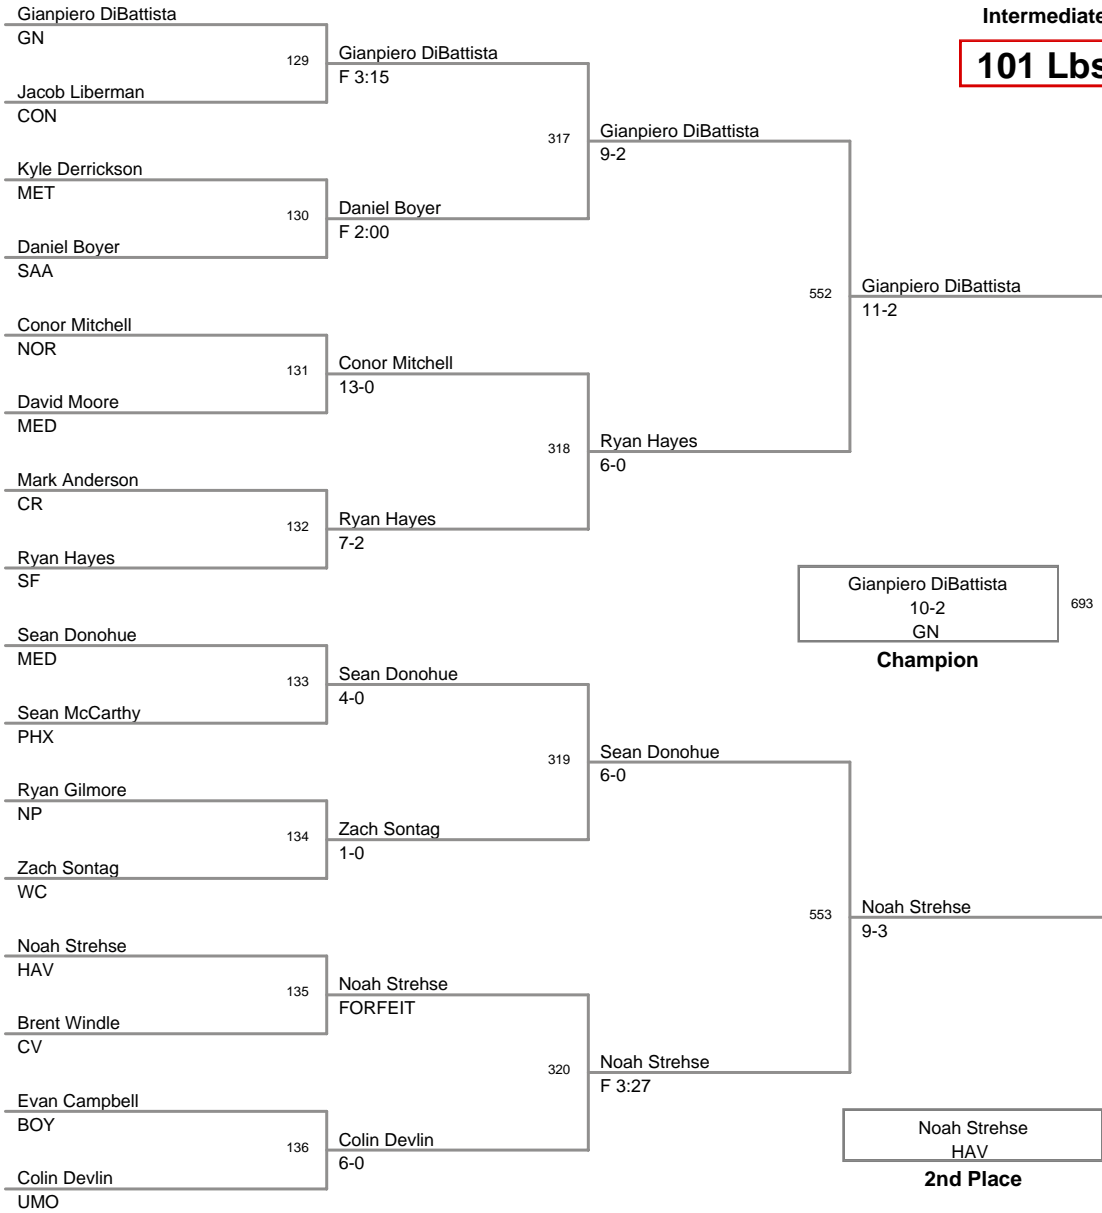 Intermediate
101 Lbs
Gianpiero DiBattista
GN
129
Jacob Liberman
CON
Kyle Derrickson
MET
130
Daniel Boyer
SAA
Conor Mitchell
NOR
131
David Moore
MED
Mark Anderson
CR
132
Ryan Hayes
SF
Sean Donohue
MED
133
Sean McCarthy
PHX
Ryan Gilmore
NP
134
Zach Sontag
WC
Noah Strehse
HAV
135
Brent Windle
CV
Evan Campbell
BOY
136
Colin Devlin
UMO
Gianpiero DiBattista
F 3:15
317
Daniel Boyer
F 2:00
Conor Mitchell
13-0
318
Ryan Hayes
7-2
Sean Donohue
4-0
319
Zach Sontag
1-0
Noah Strehse
FORFEIT
320
Colin Devlin
6-0
Gianpiero DiBattista
9-2
552
Ryan Hayes
6-0
Sean Donohue
6-0
553
Noah Strehse
F 3:27
Gianpiero DiBattista
11-2
Noah Strehse
9-3
Gianpiero DiBattista
10-2
GN
693
Champion
Noah Strehse
HAV
2nd Place